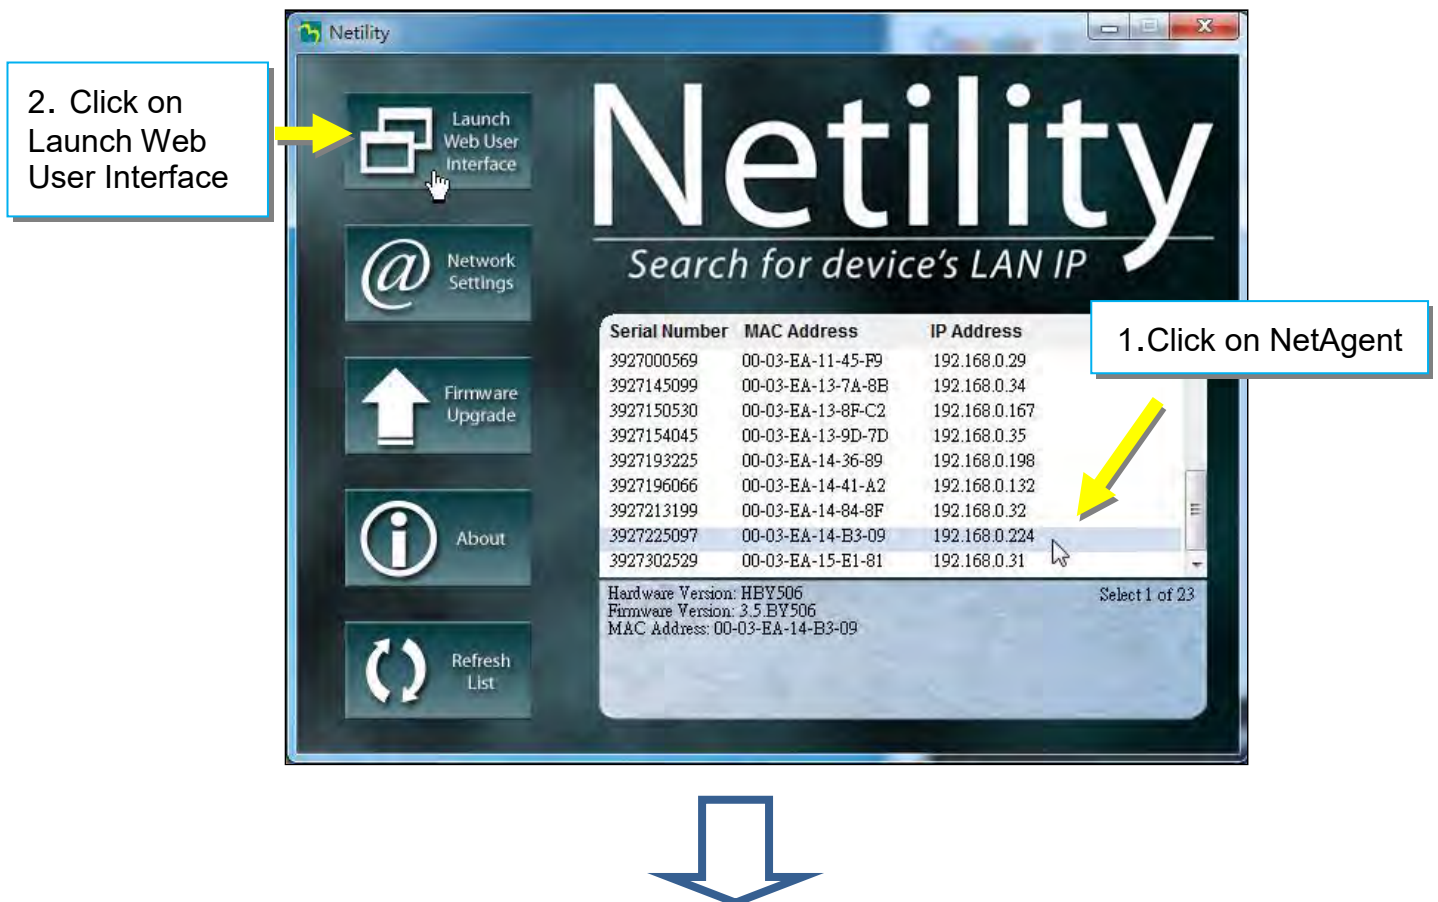 Netility
2. Click on
Launch Web
User Interface
Launch
Web User
Interface
Network
Settings
Firmware
Upgrade
About
Refresh
List
Netility
Search for device's LAN IP
1.Click on NetAgent
Serial Number MAC Address IP Address
3927000569 00-03-EA-11-45-F9 192.168.0.29
3927145099 00-03-EA-13-7A-8B 192.168.0.34
3927150530 00-03-EA-13-8F-C2 192.168.0.167
3927154045 00-03-EA-13-9D-7D 192.168.0.35
3927193225 00-03-EA-14-36-89 192.168.0.198
3927196066 00-03-EA-14-41-A2 192.168.0.132
3927213199 00-03-EA-14-84-8F 192.168.0.32
3927225097 00-03-EA-14-B3-09 192.168.0.224
3927302529 00-03-EA-15-E1-81 192.168.0.31
Hardware Version: HBY506 Select 1 of 23
Firmware Version: 3.5.BY506
MAC Address: 00-03-EA-14-B3-09